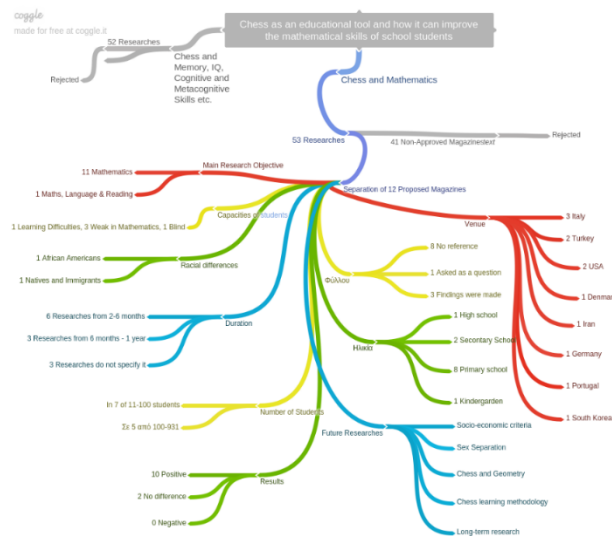 coggle
made for free at coggle.it
Chess as an educational tool and how it can improve
the mathematical skills of school students
52 Researches
Rejected
Chess and
Memory, IQ,
Cognitive and
Metacognitive
Skills etc.
Chess and Mathematics
53 Researches
41 Non-Approved Magazinestext
Rejected
Separation of 12 Proposed Magazines
Main Research Objective
11 Mathematics
1 Maths, Language & Reading
Capacities of students
1 Learning Difficulties, 3 Weak in Mathematics, 1 Blind
Racial differences
1 African Americans
1 Natives and Immigrants
Duration
6 Researches from 2-6 months
3 Researches from 6 months - 1 year
3 Researches do not specify it
Number of Students
In 7 of 11-100 students
Σε 5 από 100-931
Results
10 Positive
2 No difference
0 Negative
Venue
3 Italy
2 Turkey
2 USA
1 Denmar
1 Iran
1 Germany
1 Portugal
1 South Korea
Φύλλου
8 No reference
1 Asked as a question
3 Findings were made
Ηλικία
1 High school
2 Secontary School
8 Primary school
1 Kindergarden
Future Researches
Socio-economic criteria
Sex Separation
Chess and Geometry
Chess learning methodology
Long-term research